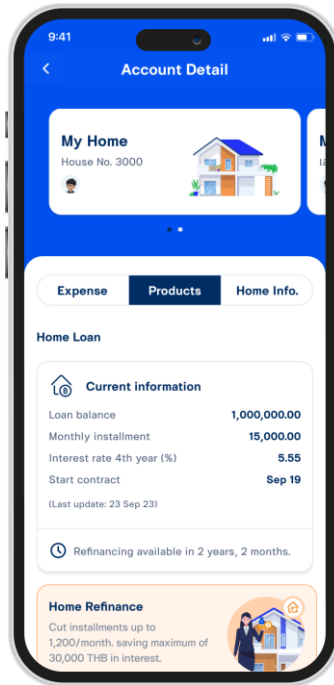 9:41
Account Detail
My Home
House No. 3000
Expense
Products
Home Info.
Home Loan
Current information
Loan balance 1,000,000.00
Monthly installment 15,000.00
Interest rate 4th year (%) 5.55
Start contract Sep 19
(Last update: 23 Sep 23)
Refinancing available in 2 years, 2 months.
Home Refinance
Cut installments up to
1,200/month. saving maximum of
30,000 THB in interest.